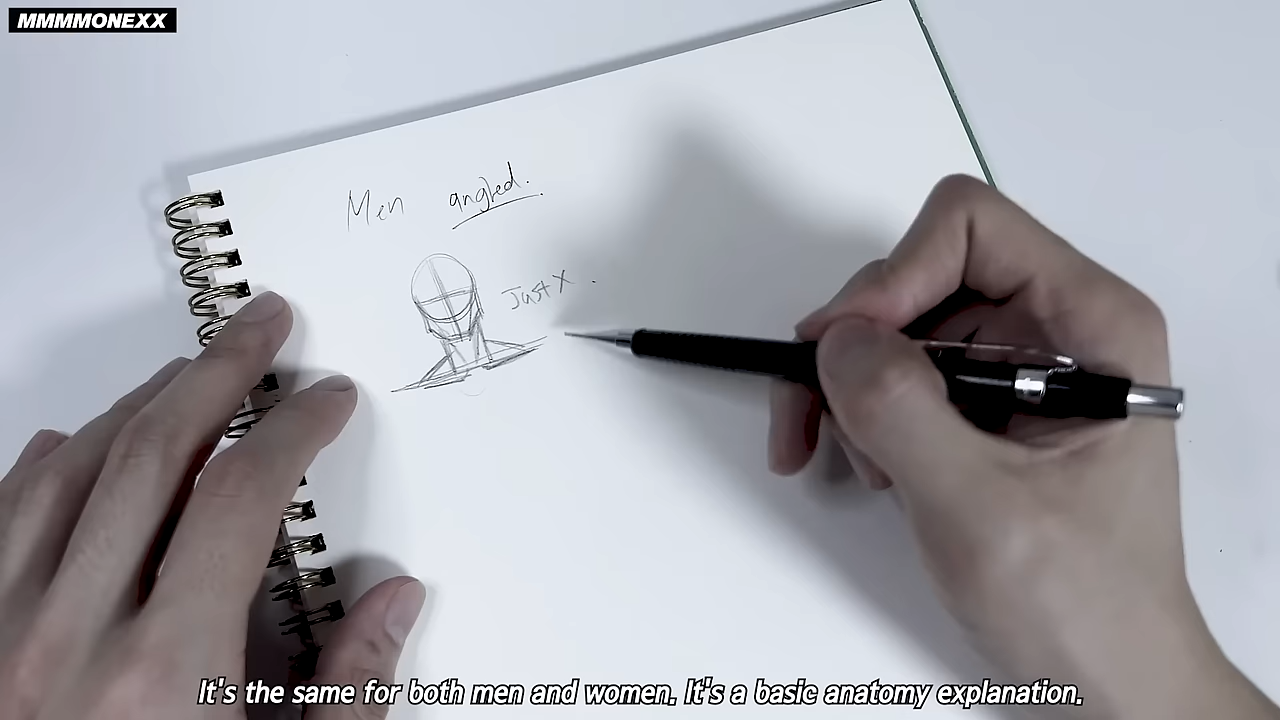 MMMMONEXX
Men angled.
Just X.
It's the same for both men and women. It's a basic anatomy explanation.